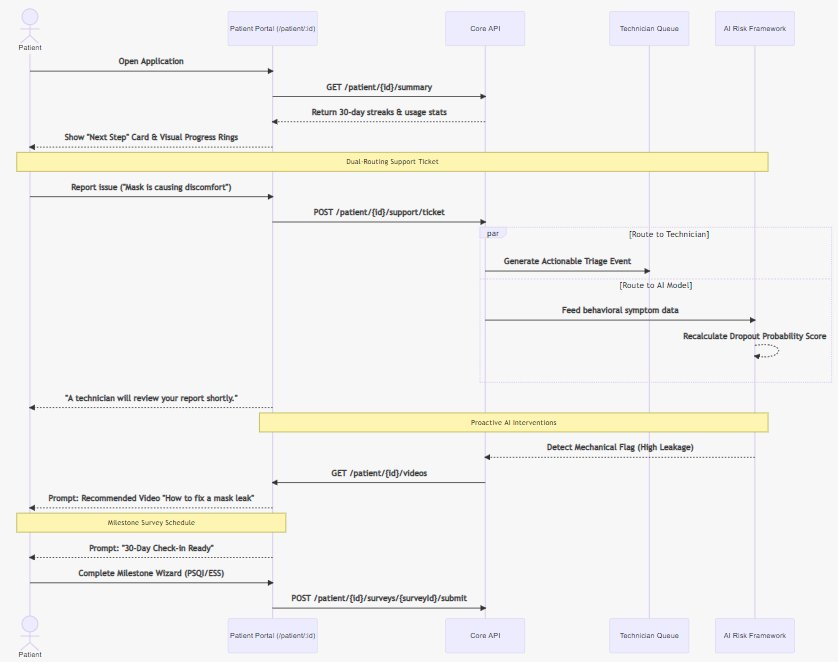 Patient Portal (/patient/:id)
Core API
Technician Queue
AI Risk Framework
Patient
Open Application
GET /patient/{id}/summary
Return 30-day streaks & usage stats
Show "Next Step" Card & Visual Progress Rings
Dual-Routing Support Ticket
Report issue ("Mask is causing discomfort")
POST /patient/{id}/support/ticket
par
[Route to Technician]
Generate Actionable Triage Event
[Route to AI Model]
Feed behavioral symptom data
Recalculate Dropout Probability Score
"A technician will review your report shortly."
Proactive AI Interventions
Detect Mechanical Flag (High Leakage)
GET /patient/{id}/videos
Prompt: Recommended Video "How to fix a mask leak"
Milestone Survey Schedule
Prompt: "30-Day Check-In Ready"
Complete Milestone Wizard (PSQI/ESS)
POST /patient/{id}/surveys/{surveyId}/submit
Patient Portal (/patient/:id)
Core API
Technician Queue
AI Risk Framework
Patient